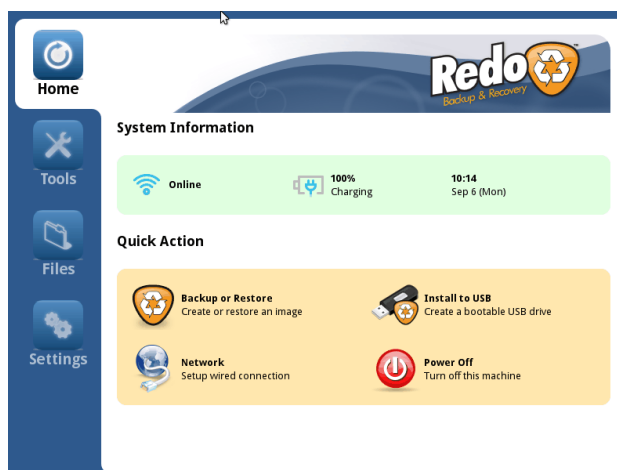 Home
Tools
Files
Settings
Redo
Backup & Recovery
System Information
Online
100%
Charging
10:14
Sep 6 (Mon)
Quick Action
Backup or Restore
Create or restore an image
Install to USB
Create a bootable USB drive
Network
Setup wired connection
Power Off
Turn off this machine